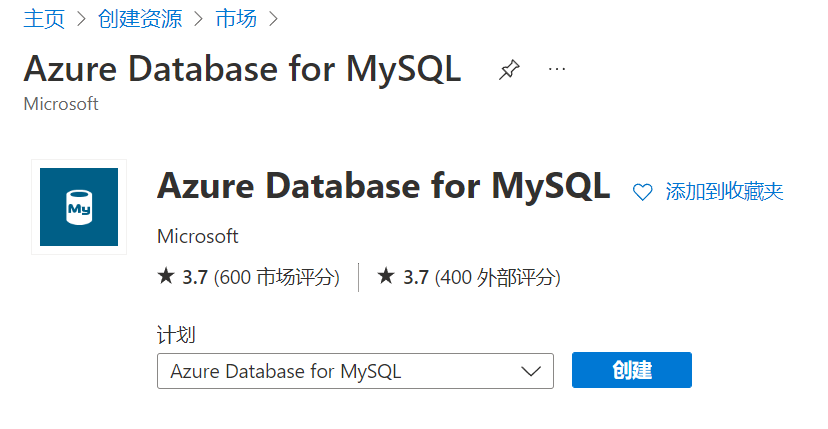 主页 > 创建资源 > 市场 >
Azure Database for MySQL ...
Microsoft
My
Azure Database for MySQL 添加到收藏夹
Microsoft
★ 3.7 (600 市场评分) | ★ 3.7 (400 外部评分)
计划
Azure Database for MySQL 创建